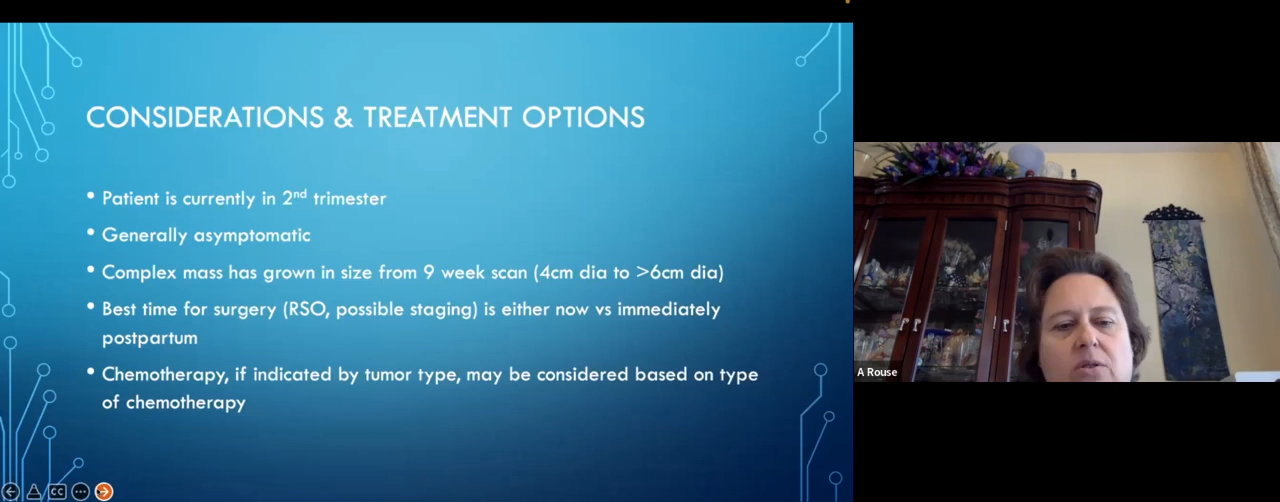 CONSIDERATIONS & TREATMENT OPTIONS
• Patient is currently in 2nd trimester
• Generally asymptomatic
• Complex mass has grown in size from 9 week scan (4cm dia to >6cm dia)
• Best time for surgery (RSO, possible staging) is either now vs immediately
postpartum
• Chemotherapy, if indicated by tumor type, may be considered based on type
of chemotherapy
A Rouse
CC